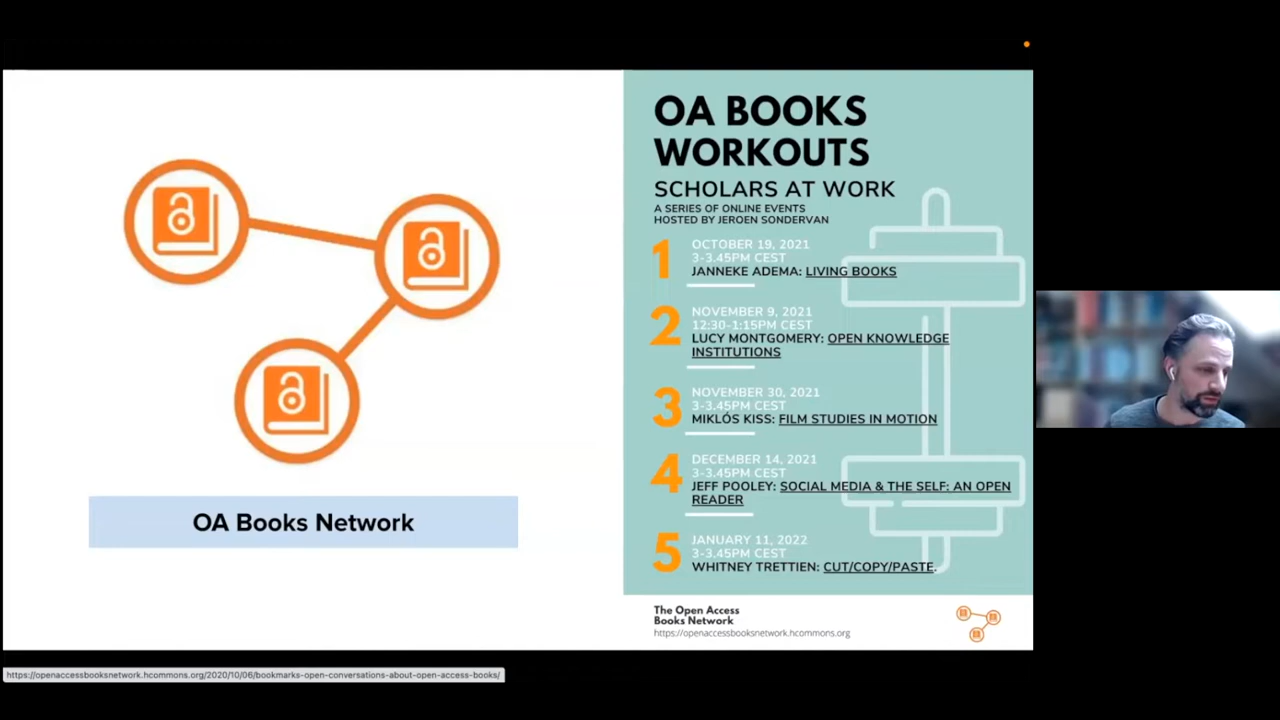 OA Books Network
OA BOOKS
WORKOUTS
SCHOLARS AT WORK
A SERIES OF ONLINE EVENTS
HOSTED BY JEROEN SONDERVAN
1
OCTOBER 19, 2021
3-3.45PM CEST
JANNEKE ADEMA: LIVING BOOKS
2
NOVEMBER 9, 2021
12:30-1:15PM CEST
LUCY MONTGOMERY: OPEN KNOWLEDGE
INSTITUTIONS
3
NOVEMBER 30, 2021
3-3.45PM CEST
MIKLÓS KISS: FILM STUDIES IN MOTION
4
DECEMBER 14, 2021
3-3.45PM CEST
JEFF POOLEY: SOCIAL MEDIA & THE SELF: AN OPEN
READER
5
JANUARY 11, 2022
3-3.45PM CEST
WHITNEY TRETTIEN: CUT/COPY/PASTE.
The Open Access
Books Network
https://openaccessbooksnetwork.hcommons.org
https://openaccessbooksnetwork.hcommons.org/2020/10/06/bookmarks-open-conversations-about-open-access-books/